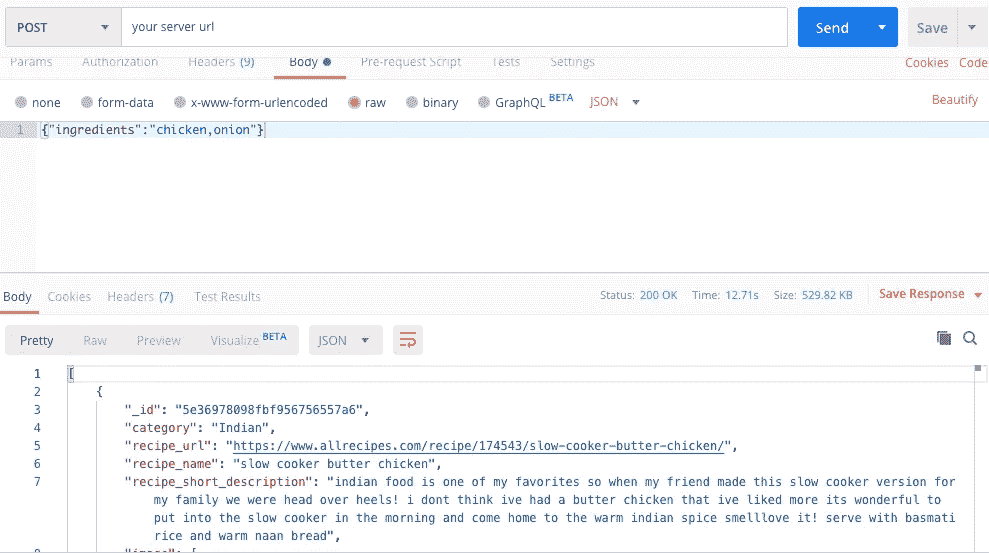 POST your server url Send Save
Params Authorization Headers (9) Body Pre-request Script Tests Settings Cookies Code
none form-data x-www-form-urlencoded raw binary GraphQL BETA JSON Beautify
1 {"ingredients":"chicken,onion"}
Body Cookies Headers (7) Test Results Status: 200 OK Time: 12.71s Size: 529.82 KB Save Response
Pretty Raw Preview Visualize BETA JSON
1 [
2 {
3 "_id": "5e36978098fbf956756557a6",
4 "category": "Indian",
5 "recipe_url": "https://www.allrecipes.com/recipe/174543/slow-cooker-butter-chicken/",
6 "recipe_name": "slow cooker butter chicken",
7 "recipe_short_description": "indian food is one of my favorites so when my friend made this slow cooker version for
my family we were head over heels! i dont think ive had a butter chicken that ive liked more its wonderful to
put into the slow cooker in the morning and come home to the warm indian spice smelllove it! serve with basmati
rice and warm naan bread",
8 "image": {